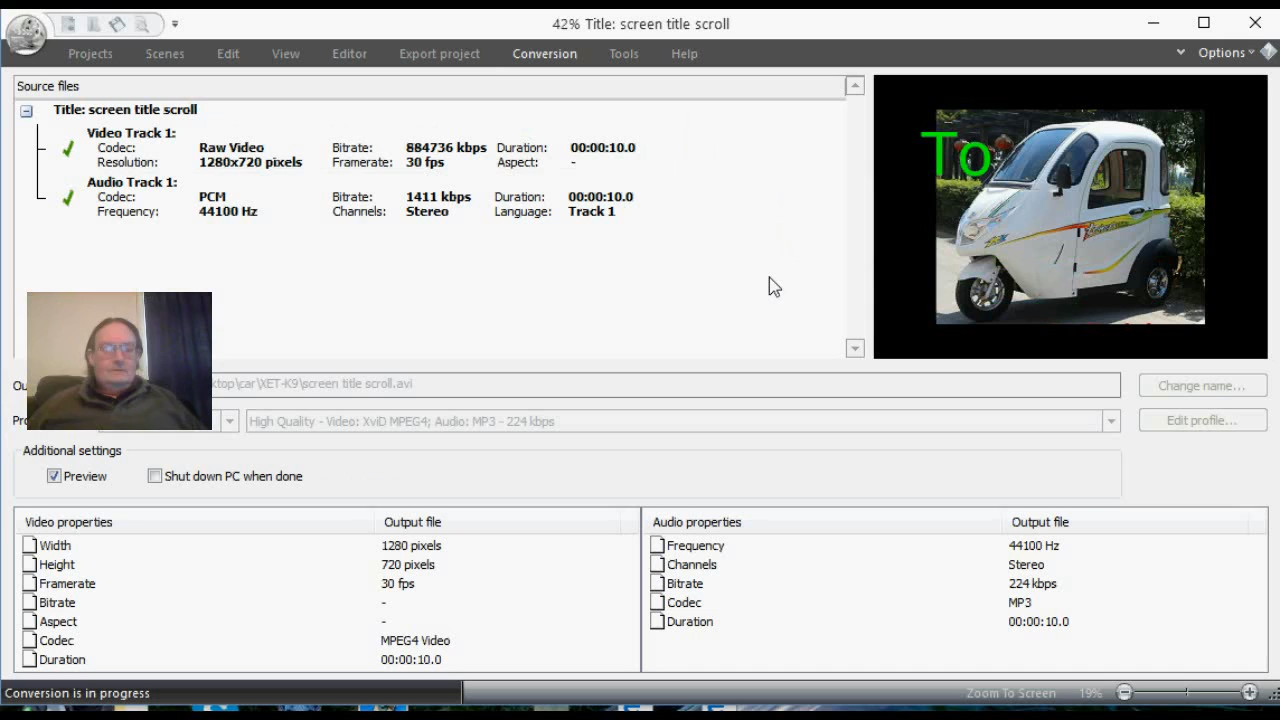 42% Title: screen title scroll
Projects Scenes Edit View Editor Export project Conversion Tools Help Options
Source files
Title: screen title scroll
Video Track 1:
Codec: Raw Video Bitrate: 884736 kbps Duration: 00:00:10.0
Resolution: 1280x720 pixels Framerate: 30 fps Aspect: -
Audio Track 1:
Codec: PCM Bitrate: 1411 kbps Duration: 00:00:10.0
Frequency: 44100 Hz Channels: Stereo Language: Track 1
To
ktop\car\XET-K9\screen title scroll.avi Change name...
High Quality - Video: XviD MPEG4; Audio: MP3 - 224 kbps Edit profile...
Additional settings
Preview Shut down PC when done
Video properties Output file Audio properties Output file
Width 1280 pixels Frequency 44100 Hz
Height 720 pixels Channels Stereo
Framerate 30 fps Bitrate 224 kbps
Bitrate - Codec MP3
Aspect - Duration 00:00:10.0
Codec MPEG4 Video
Duration 00:00:10.0
Conversion is in progress Zoom To Screen 19%